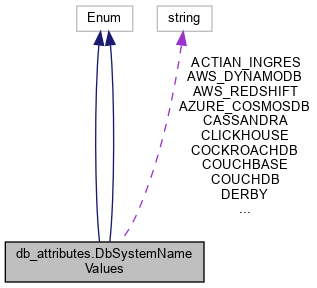 Enum
string
ACTIAN_INGRES
AWS_DYNAMODB
AWS_REDSHIFT
AZURE_COSMOSDB
CASSANDRA
CLICKHOUSE
COCKROACHDB
COUCHBASE
COUCHDB
DERBY
...
db_attributes.DbSystemName
Values